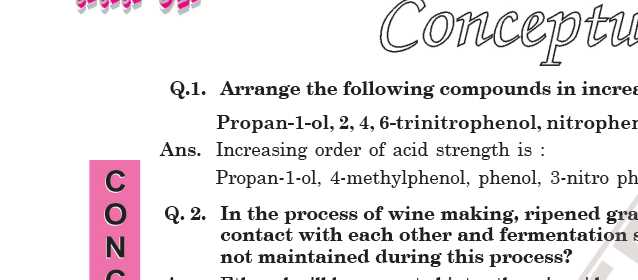 Conceptu
Q.1. Arrange the following compounds in increa
Propan-1-ol, 2, 4, 6-trinitrophenol, nitrophen
Ans. Increasing order of acid strength is :
Propan-1-ol, 4-methylphenol, phenol, 3-nitro ph
Q. 2. In the process of wine making, ripened gra
contact with each other and fermentation s
not maintained during this process?
C
O
N